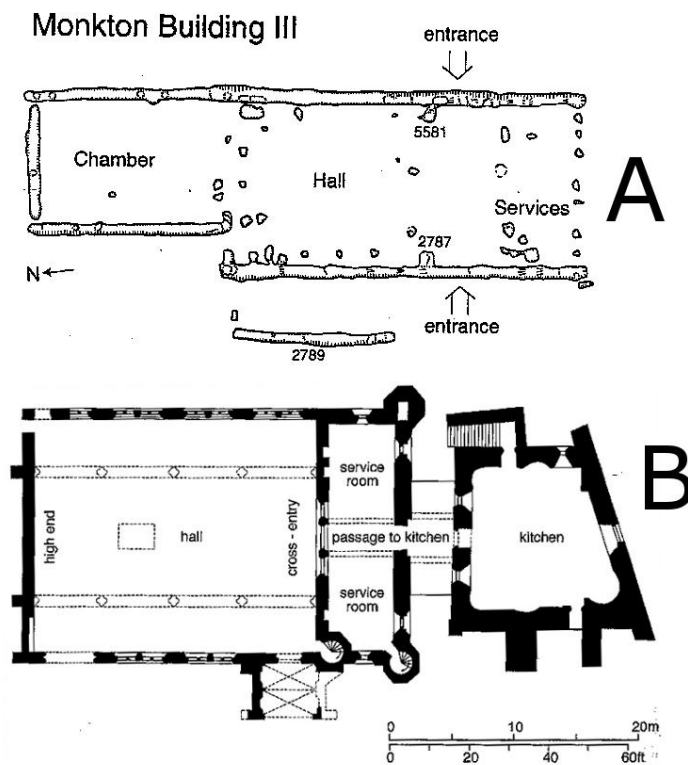 Monkton Building III
entrance
5581
Chamber
Hall
A
Services
2787
N
entrance
2789
B
service
room
high end
hall
cross - entry
passage to kitchen
kitchen
service
room
0 10 20m
0 20 40 60ft